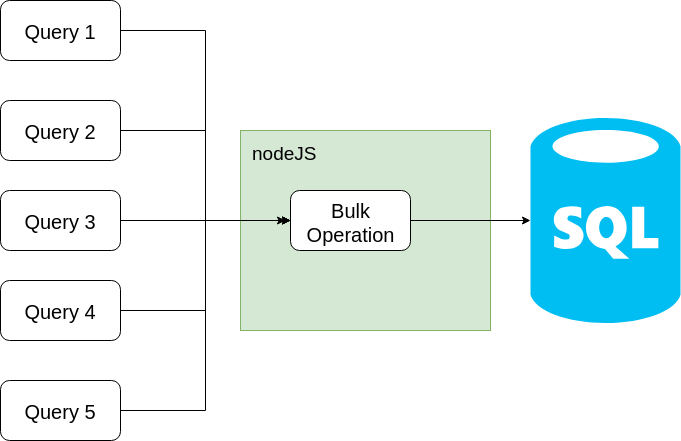 Query 1
Query 2
nodeJS
Query 3
Bulk
Operation
SQL
Query 4
Query 5